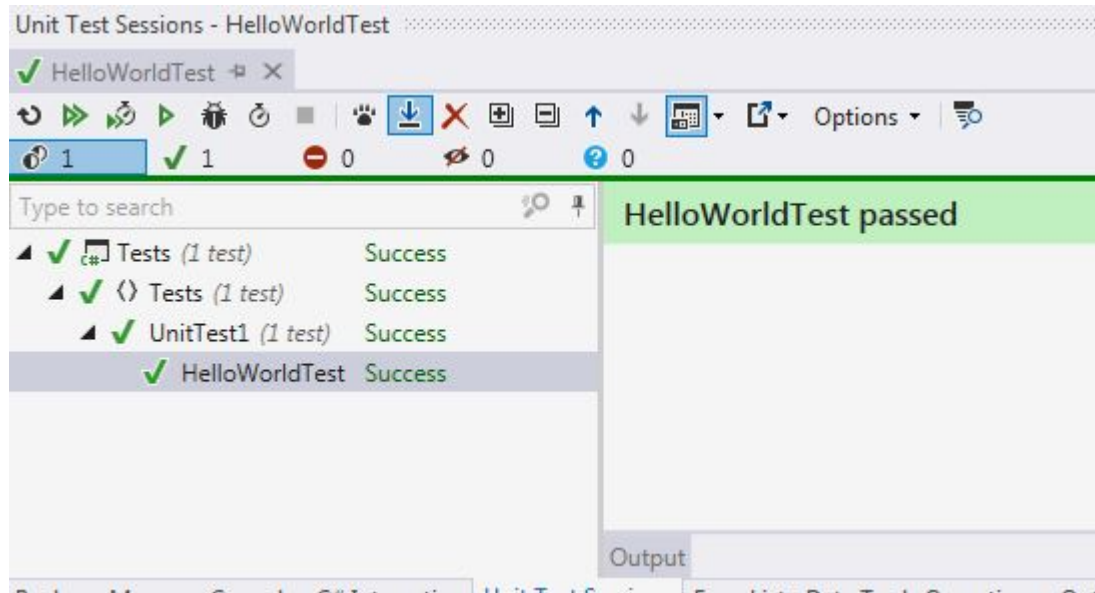 Unit Test Sessions - HelloWorldTest
HelloWorldTest
Options
1 1 0 0 0
Type to search
HelloWorldTest passed
C# Tests (1 test) Success
Tests (1 test) Success
UnitTest1 (1 test) Success
HelloWorldTest Success
Output